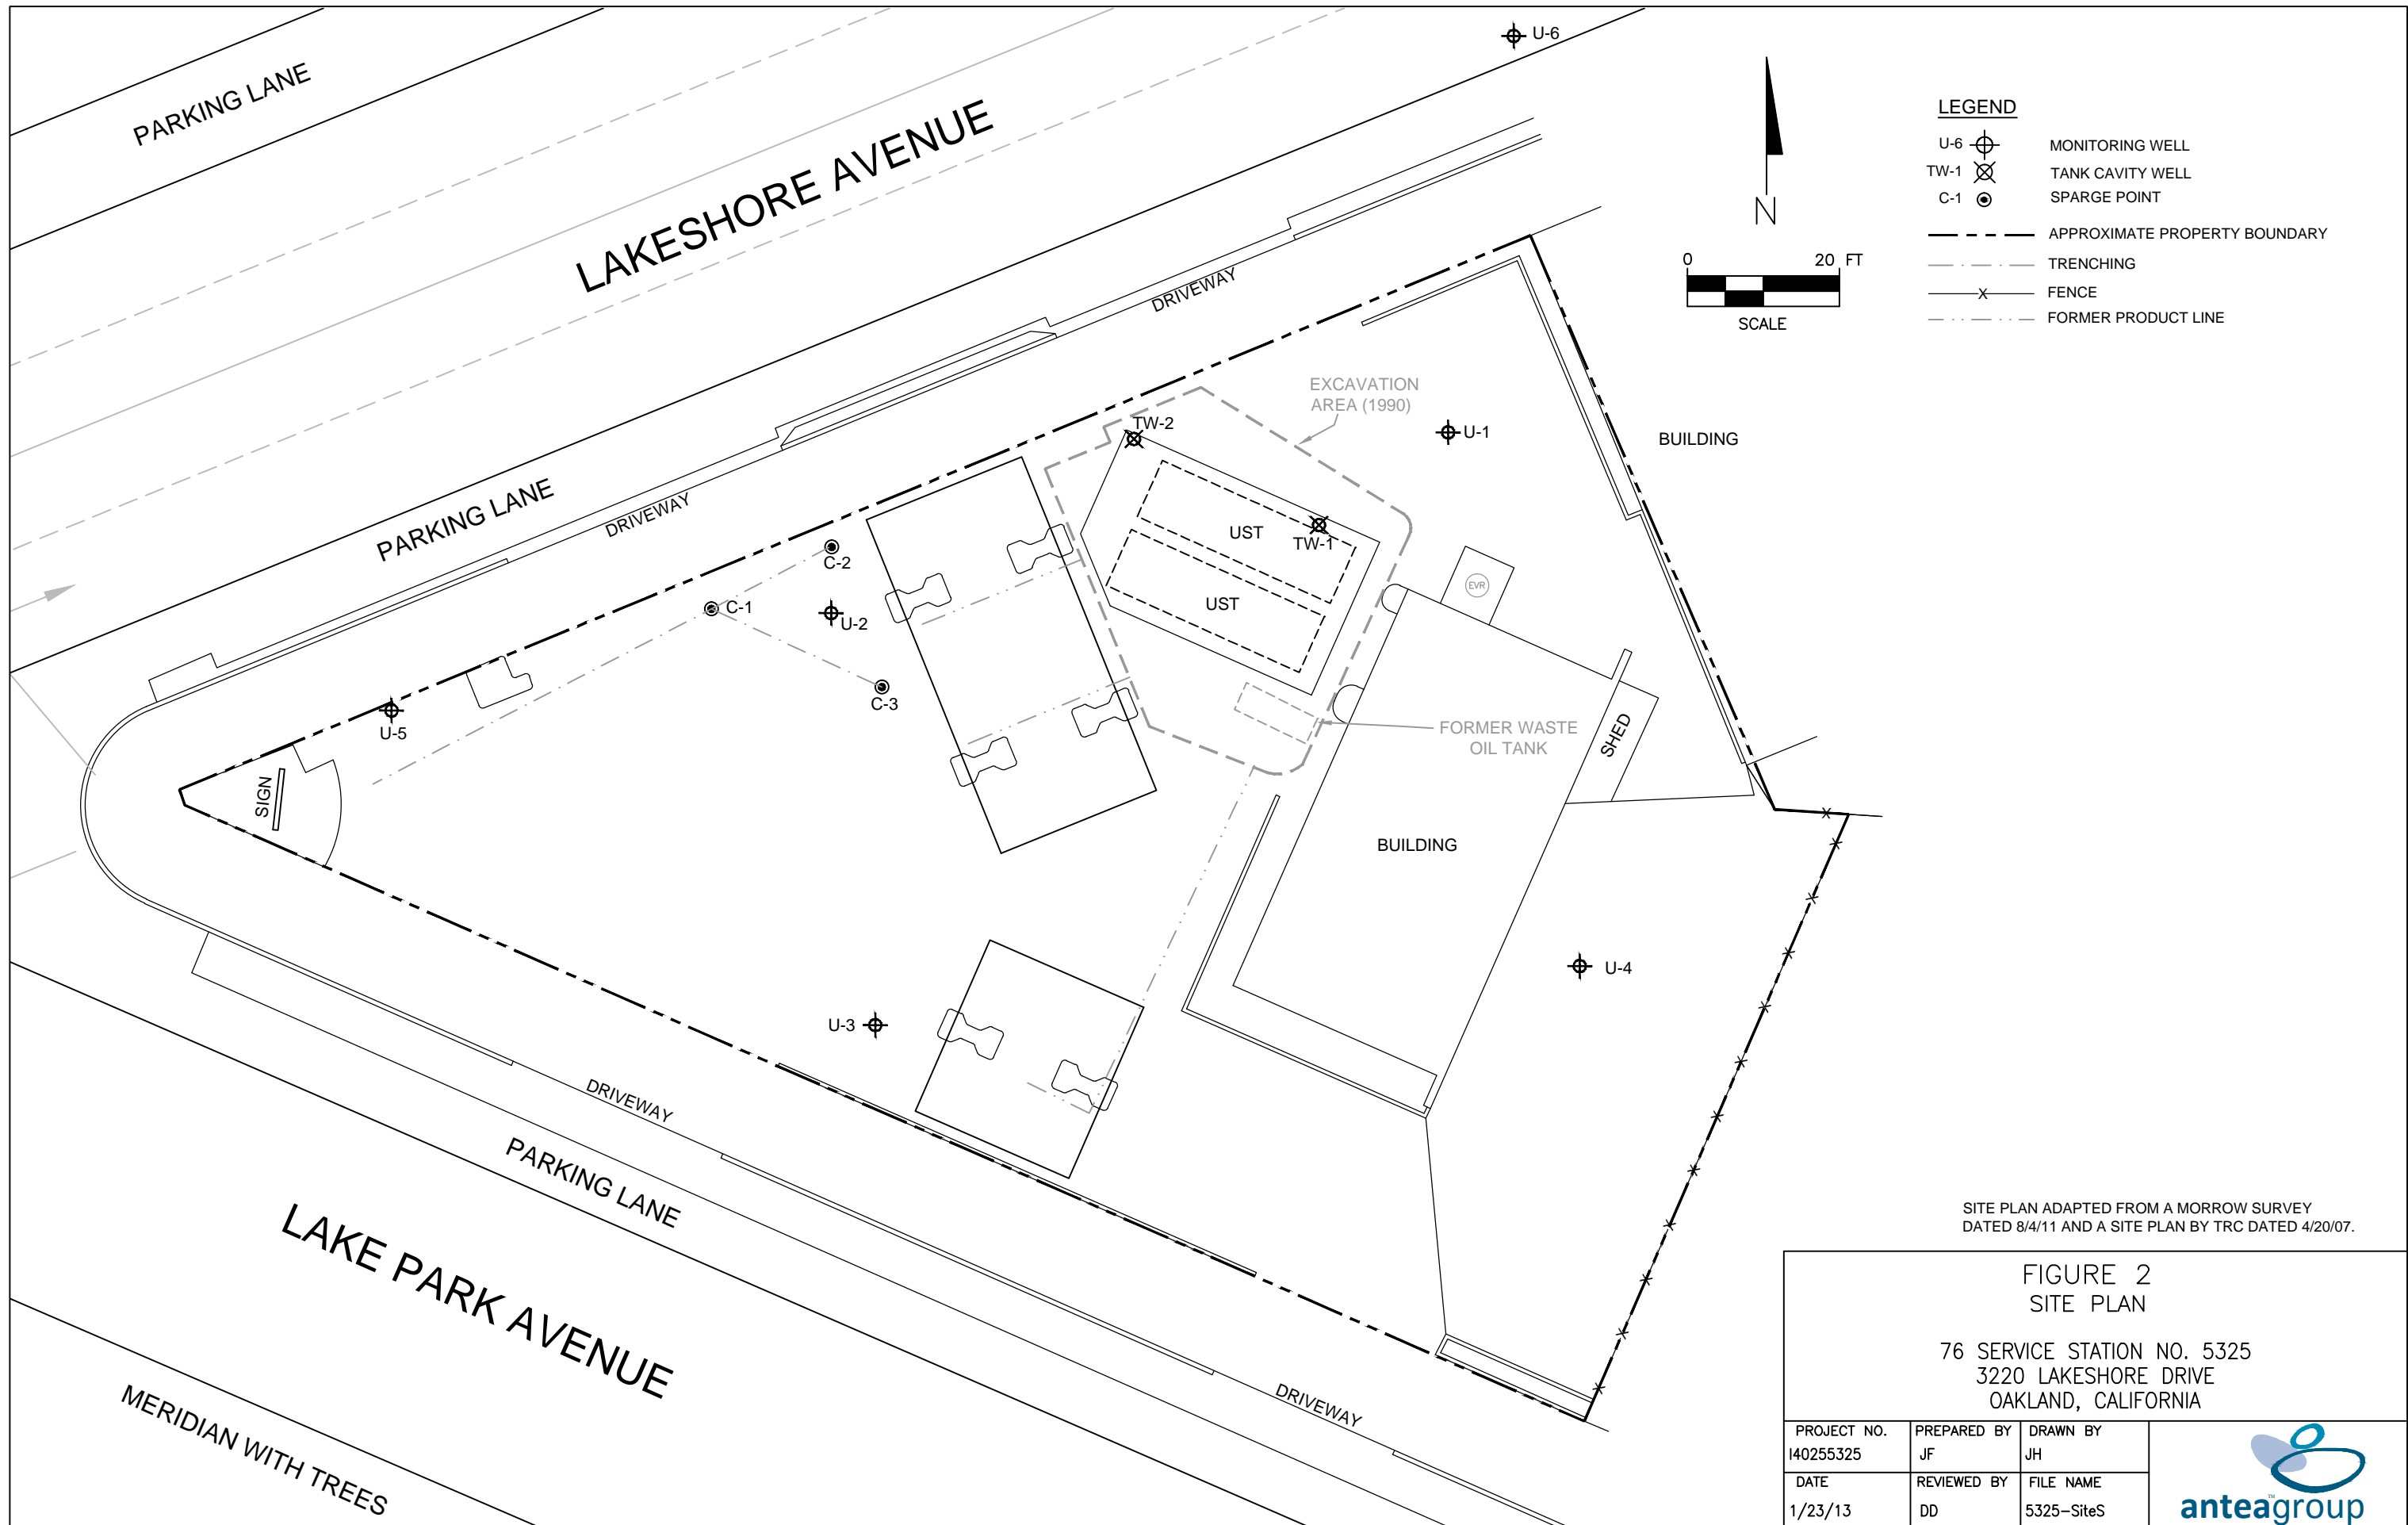 U-6
PARKING LANE
LAKESHORE AVENUE
N
0 20 FT
SCALE
LEGEND
U-6 MONITORING WELL
TW-1 TANK CAVITY WELL
C-1 SPARGE POINT
APPROXIMATE PROPERTY BOUNDARY
TRENCHING
X FENCE
FORMER PRODUCT LINE
DRIVEWAY
EXCAVATION
AREA (1990)
TW-2
U-1
BUILDING
PARKING LANE
DRIVEWAY
UST
TW-1
C-2
EVR
C-1
U-2
UST
C-3
U-5
FORMER WASTE
OIL TANK
SHED
SIGN
BUILDING
U-4
U-3
DRIVEWAY
PARKING LANE
LAKE PARK AVENUE
DRIVEWAY
MERIDIAN WITH TREES
SITE PLAN ADAPTED FROM A MORROW SURVEY
DATED 8/4/11 AND A SITE PLAN BY TRC DATED 4/20/07.
FIGURE 2
SITE PLAN
76 SERVICE STATION NO. 5325
3220 LAKESHORE DRIVE
OAKLAND, CALIFORNIA
PROJECT NO. PREPARED BY DRAWN BY
I40255325 JF JH
DATE REVIEWED BY FILE NAME
1/23/13 DD 5325-SiteS
anteagroup™